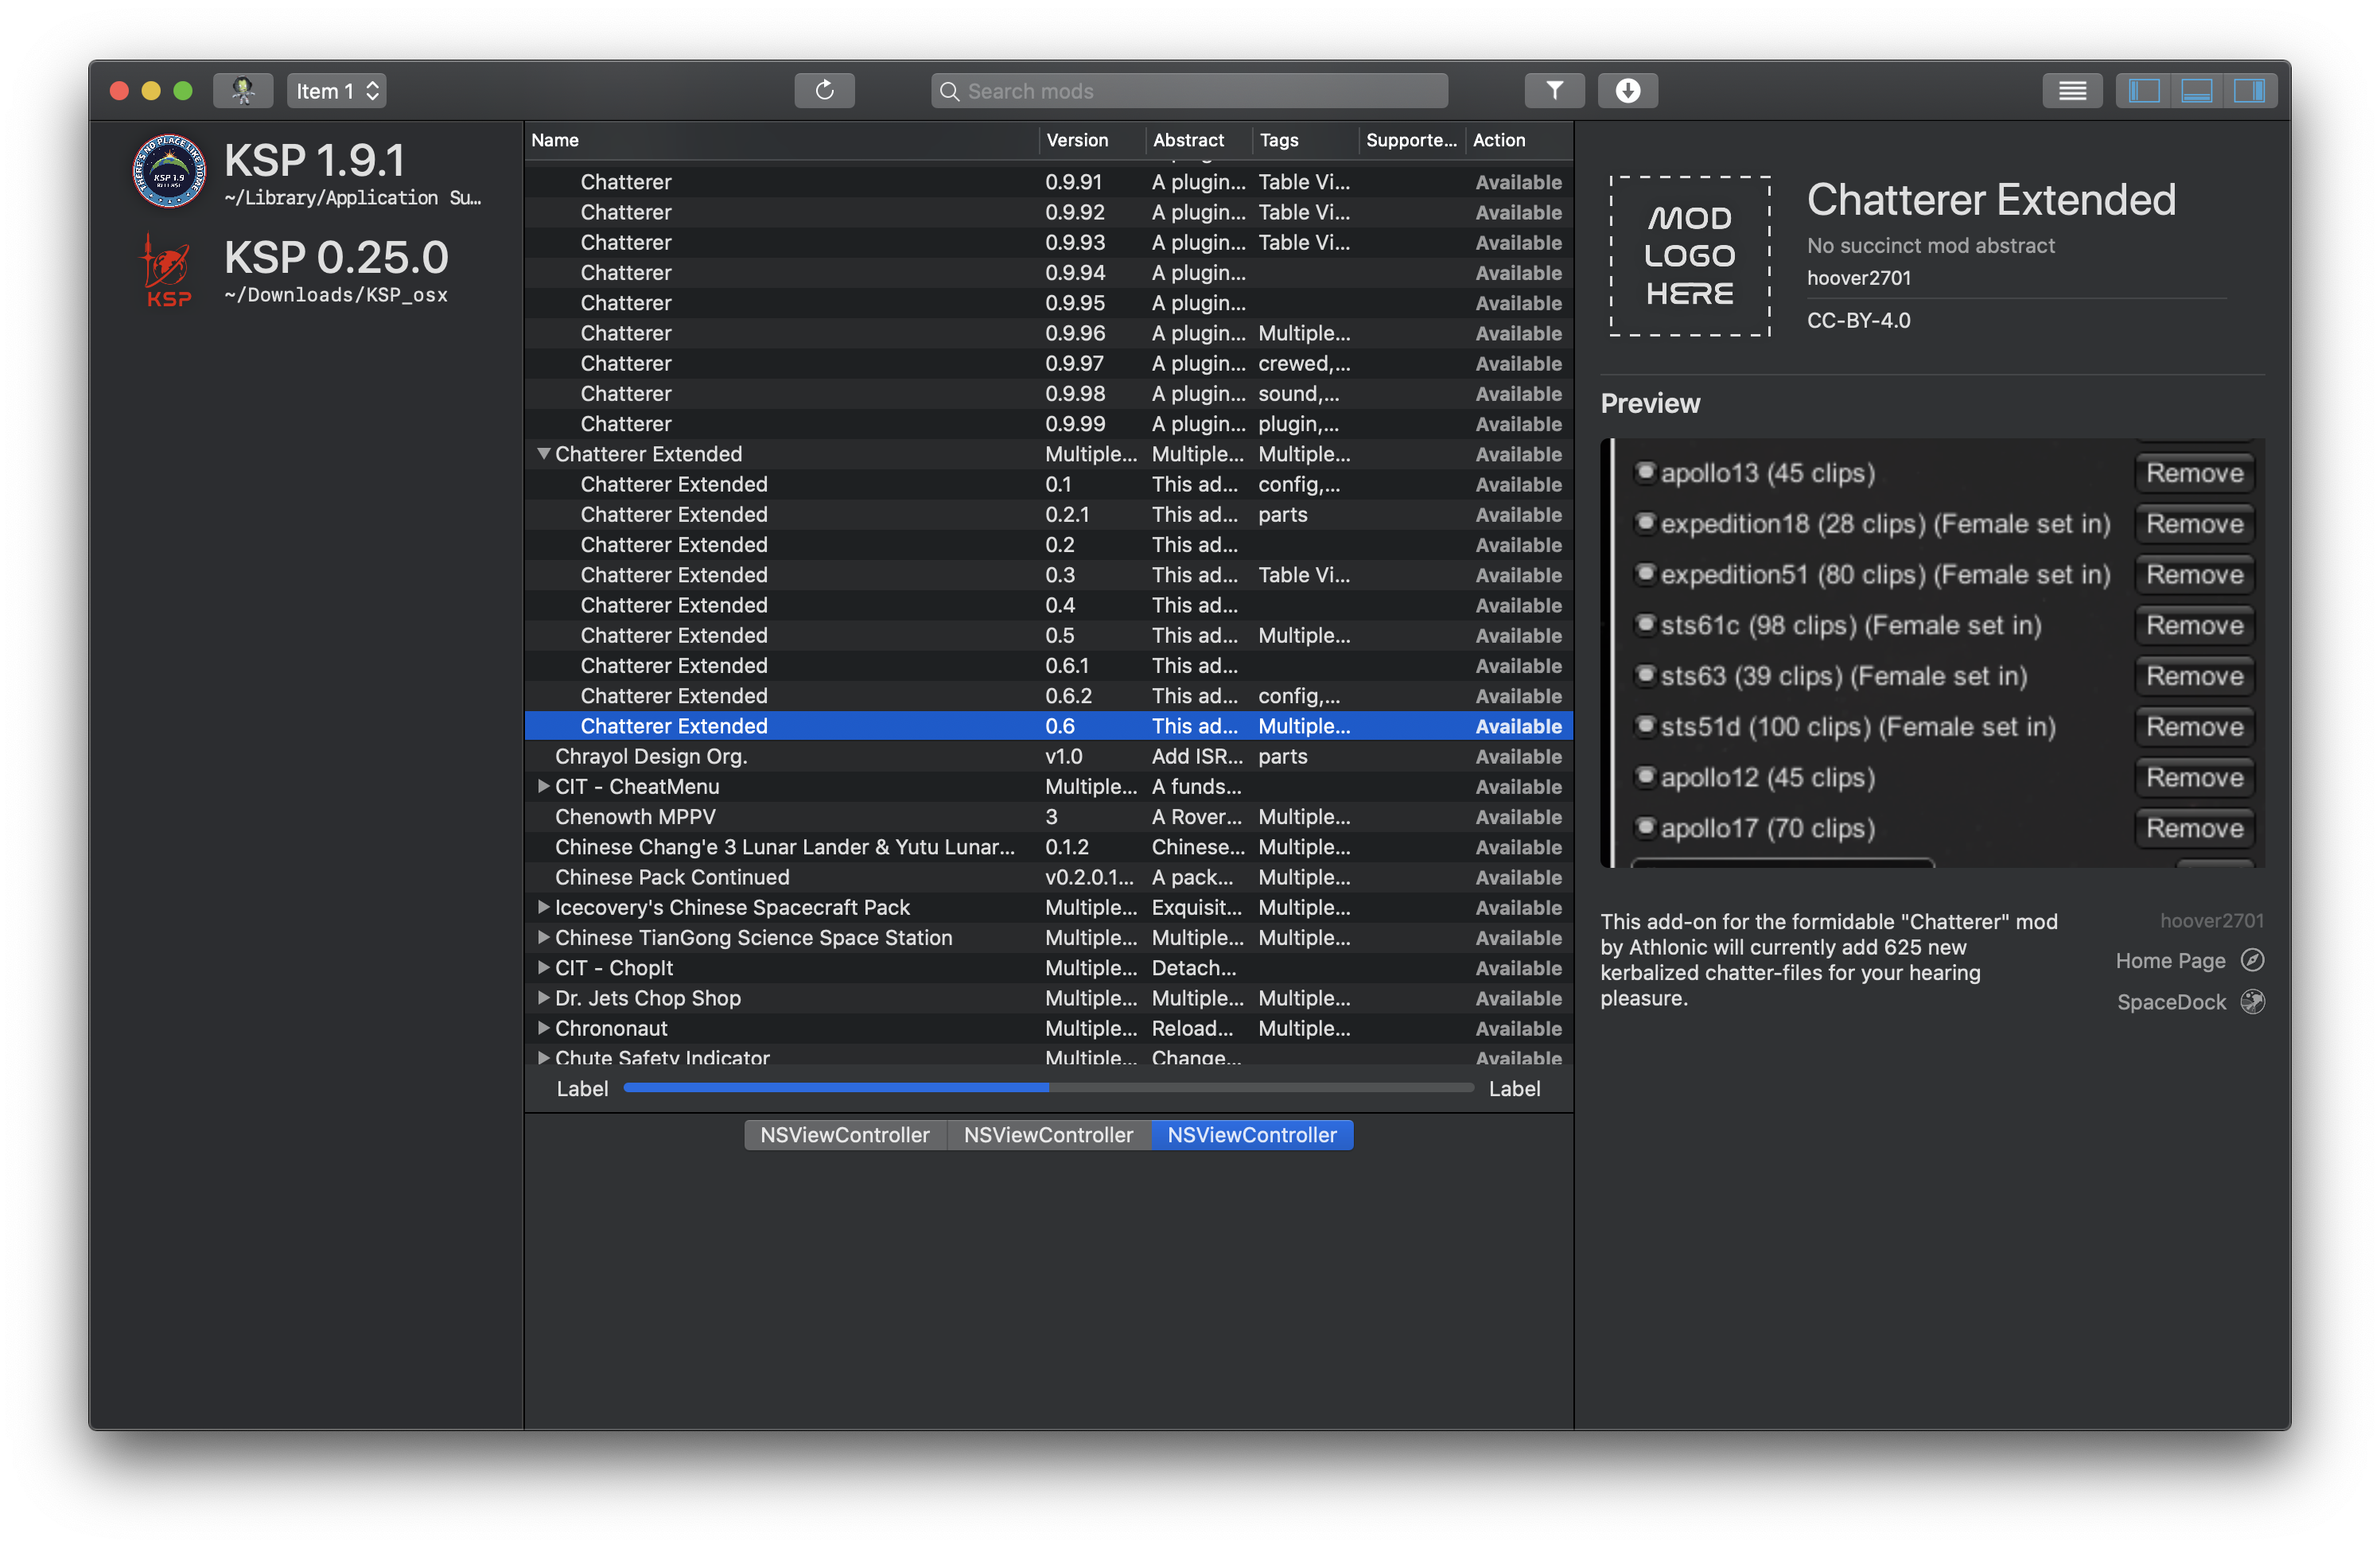 Item 1
Search mods
THERE'S NO PLACE LIKE HOME
KSP 1.9
KSP 1.9.1
~/Library/Application Su…
KSP
KSP 0.25.0
~/Downloads/KSP_osx
Name Version Abstract Tags Supporte… Action
Chatterer 0.9.91 A plugin… Table Vi… Available
Chatterer 0.9.92 A plugin… Table Vi… Available
Chatterer 0.9.93 A plugin… Table Vi… Available
Chatterer 0.9.94 A plugin… Available
Chatterer 0.9.95 A plugin… Available
Chatterer 0.9.96 A plugin… Multiple… Available
Chatterer 0.9.97 A plugin… crewed,… Available
Chatterer 0.9.98 A plugin… sound,… Available
Chatterer 0.9.99 A plugin… plugin,… Available
Chatterer Extended Multiple… Multiple… Multiple… Available
Chatterer Extended 0.1 This ad… config,… Available
Chatterer Extended 0.2.1 This ad… parts Available
Chatterer Extended 0.2 This ad… Available
Chatterer Extended 0.3 This ad… Table Vi… Available
Chatterer Extended 0.4 This ad… Available
Chatterer Extended 0.5 This ad… Multiple… Available
Chatterer Extended 0.6.1 This ad… Available
Chatterer Extended 0.6.2 This ad… config,… Available
Chatterer Extended 0.6 This ad… Multiple… Available
Chrayol Design Org. v1.0 Add ISR… parts Available
CIT - CheatMenu Multiple… A funds… Available
Chenowth MPPV 3 A Rover… Multiple… Available
Chinese Chang'e 3 Lunar Lander & Yutu Lunar… 0.1.2 Chinese… Multiple… Available
Chinese Pack Continued v0.2.0.1… A pack… Multiple… Available
Icecovery's Chinese Spacecraft Pack Multiple… Exquisit… Multiple… Available
Chinese TianGong Science Space Station Multiple… Multiple… Multiple… Available
CIT - ChopIt Multiple… Detach… Available
Dr. Jets Chop Shop Multiple… Multiple… Multiple… Available
Chrononaut Multiple… Reload… Multiple… Available
Chute Safety Indicator Multiple… Change… Available
Label Label
NSViewController NSViewController NSViewController
MOD
LOGO
HERE
Chatterer Extended
No succinct mod abstract
hoover2701
CC-BY-4.0
Preview
apollo13 (45 clips) Remove
expedition18 (28 clips) (Female set in) Remove
expedition51 (80 clips) (Female set in) Remove
sts61c (98 clips) (Female set in) Remove
sts63 (39 clips) (Female set in) Remove
sts51d (100 clips) (Female set in) Remove
apollo12 (45 clips) Remove
apollo17 (70 clips) Remove
This add-on for the formidable "Chatterer" mod
by Athlonic will currently add 625 new
kerbalized chatter-files for your hearing
pleasure.
hoover2701
Home Page
SpaceDock